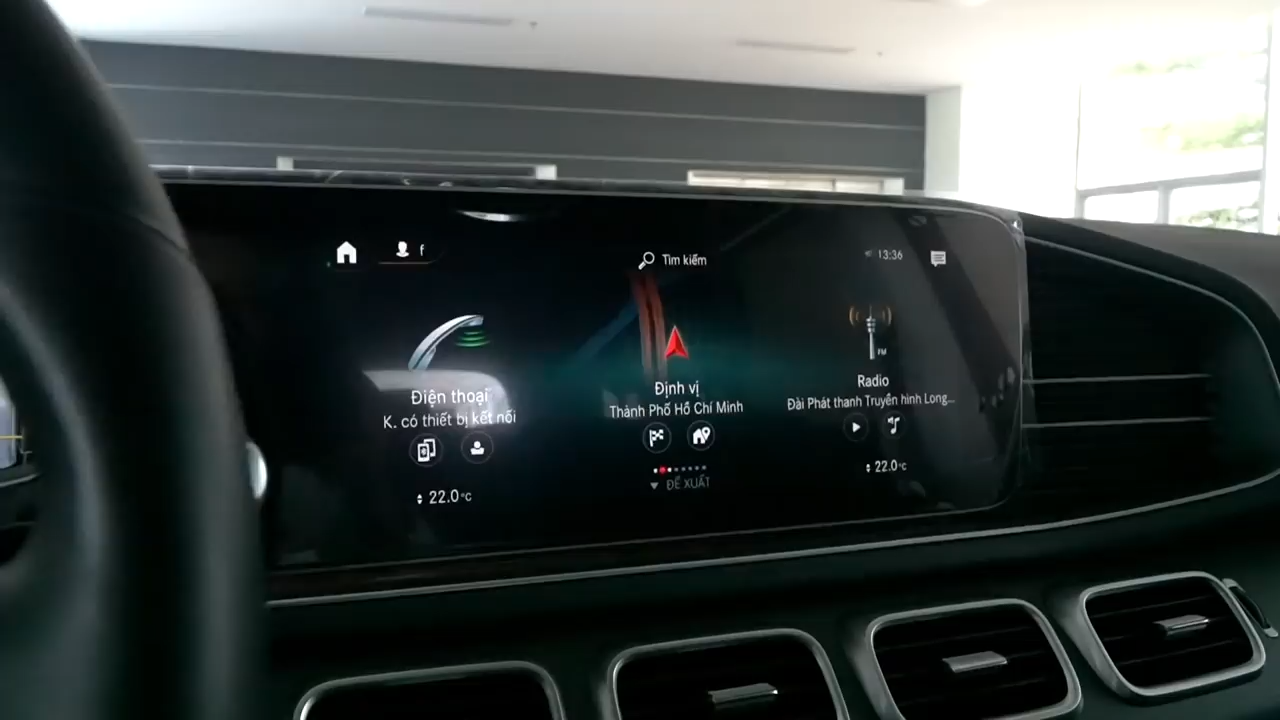 f
Tìm kiếm
13:36
Điện thoại
K. có thiết bị kết nối
22.0°C
Định vị
Thành Phố Hồ Chí Minh
ĐỀ XUẤT
FM
Radio
Đài Phát thanh Truyền hình Long...
22.0°C